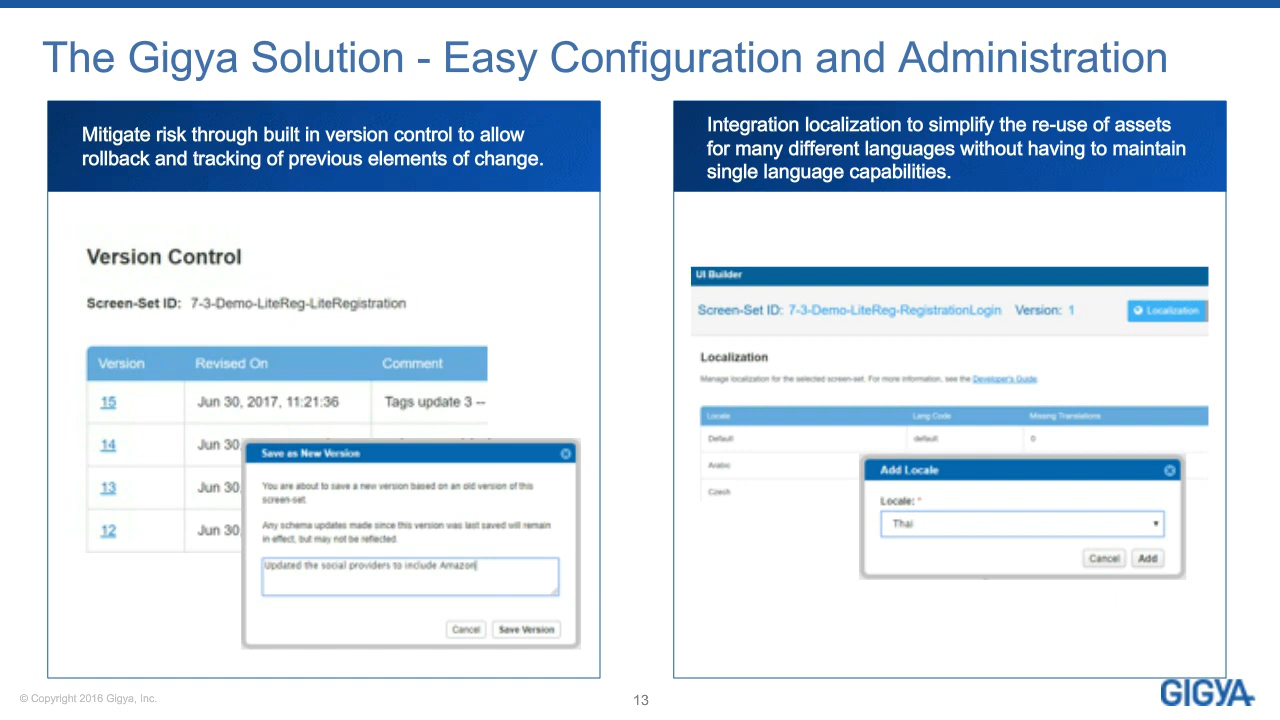 The Gigya Solution - Easy Configuration and Administration
Mitigate risk through built in version control to allow
rollback and tracking of previous elements of change.
Version Control
Screen-Set ID: 7-3-Demo-LiteReg-LiteRegistration
Version Revised On Comment
15 Jun 30, 2017, 11:21:36 Tags update 3 --
14 Jun 30
13 Jun 30
12 Jun 30
Save as New Version
You are about to save a new version based on an old version of this
screen-set.
Any schema updates made since this version was last saved will remain
in effect, but may not be reflected.
Updated the social providers to include Amazon
Cancel Save Version
Integration localization to simplify the re-use of assets
for many different languages without having to maintain
single language capabilities.
UI Builder
Screen-Set ID: 7-3-Demo-LiteReg-RegistrationLogin Version: 1 Localization
Localization
Manage localization for the selected screen-set. For more information, see the Developer's Guide
Locale Lang Code Missing Translations
Default default 0
Arabic
Czech
Add Locale
Locale: *
Thai
Cancel Add
© Copyright 2016 Gigya, Inc.
13
GIGYA